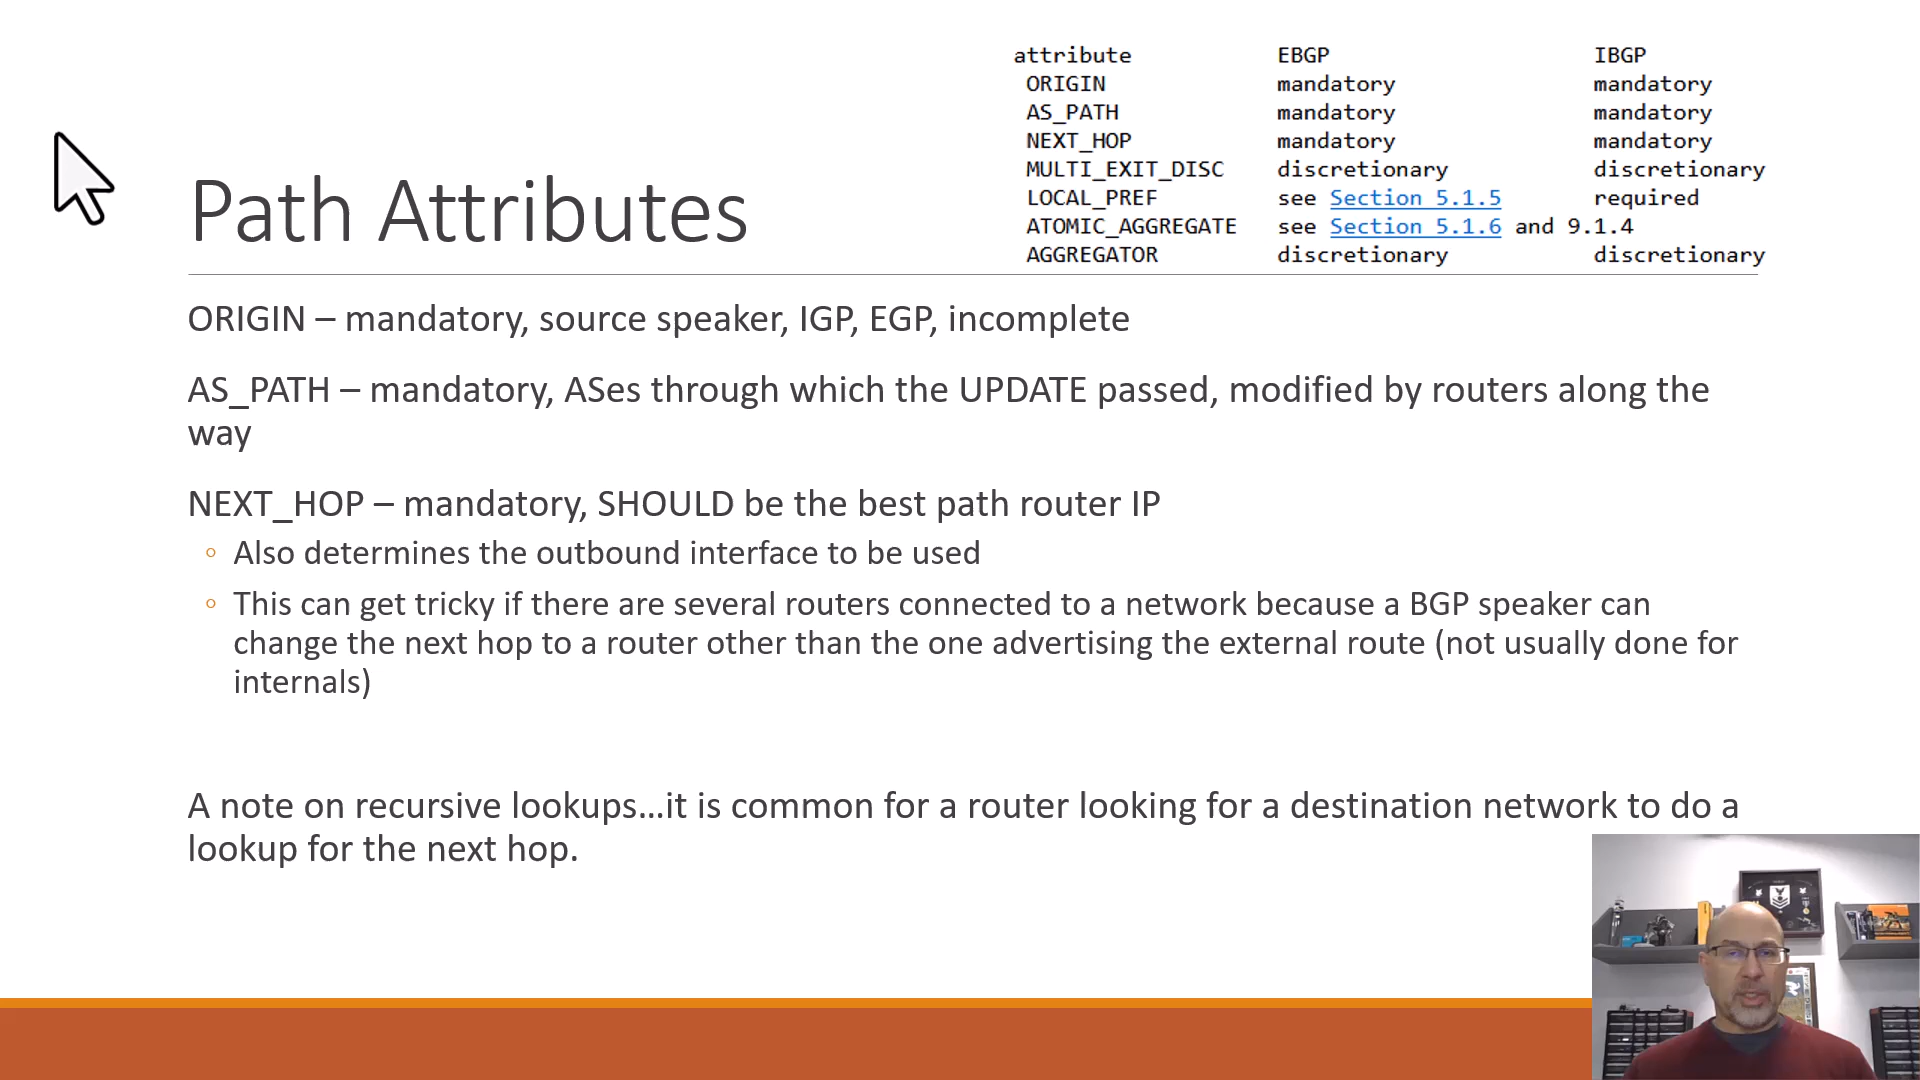 attribute EBGP IBGP
ORIGIN mandatory mandatory
AS_PATH mandatory mandatory
NEXT_HOP mandatory mandatory
MULTI_EXIT_DISC discretionary discretionary
LOCAL_PREF see Section 5.1.5 required
ATOMIC_AGGREGATE see Section 5.1.6 and 9.1.4
AGGREGATOR discretionary discretionary
Path Attributes
ORIGIN – mandatory, source speaker, IGP, EGP, incomplete
AS_PATH – mandatory, ASes through which the UPDATE passed, modified by routers along the
way
NEXT_HOP – mandatory, SHOULD be the best path router IP
◦ Also determines the outbound interface to be used
◦ This can get tricky if there are several routers connected to a network because a BGP speaker can
change the next hop to a router other than the one advertising the external route (not usually done for
internals)
A note on recursive lookups…it is common for a router looking for a destination network to do a
lookup for the next hop.